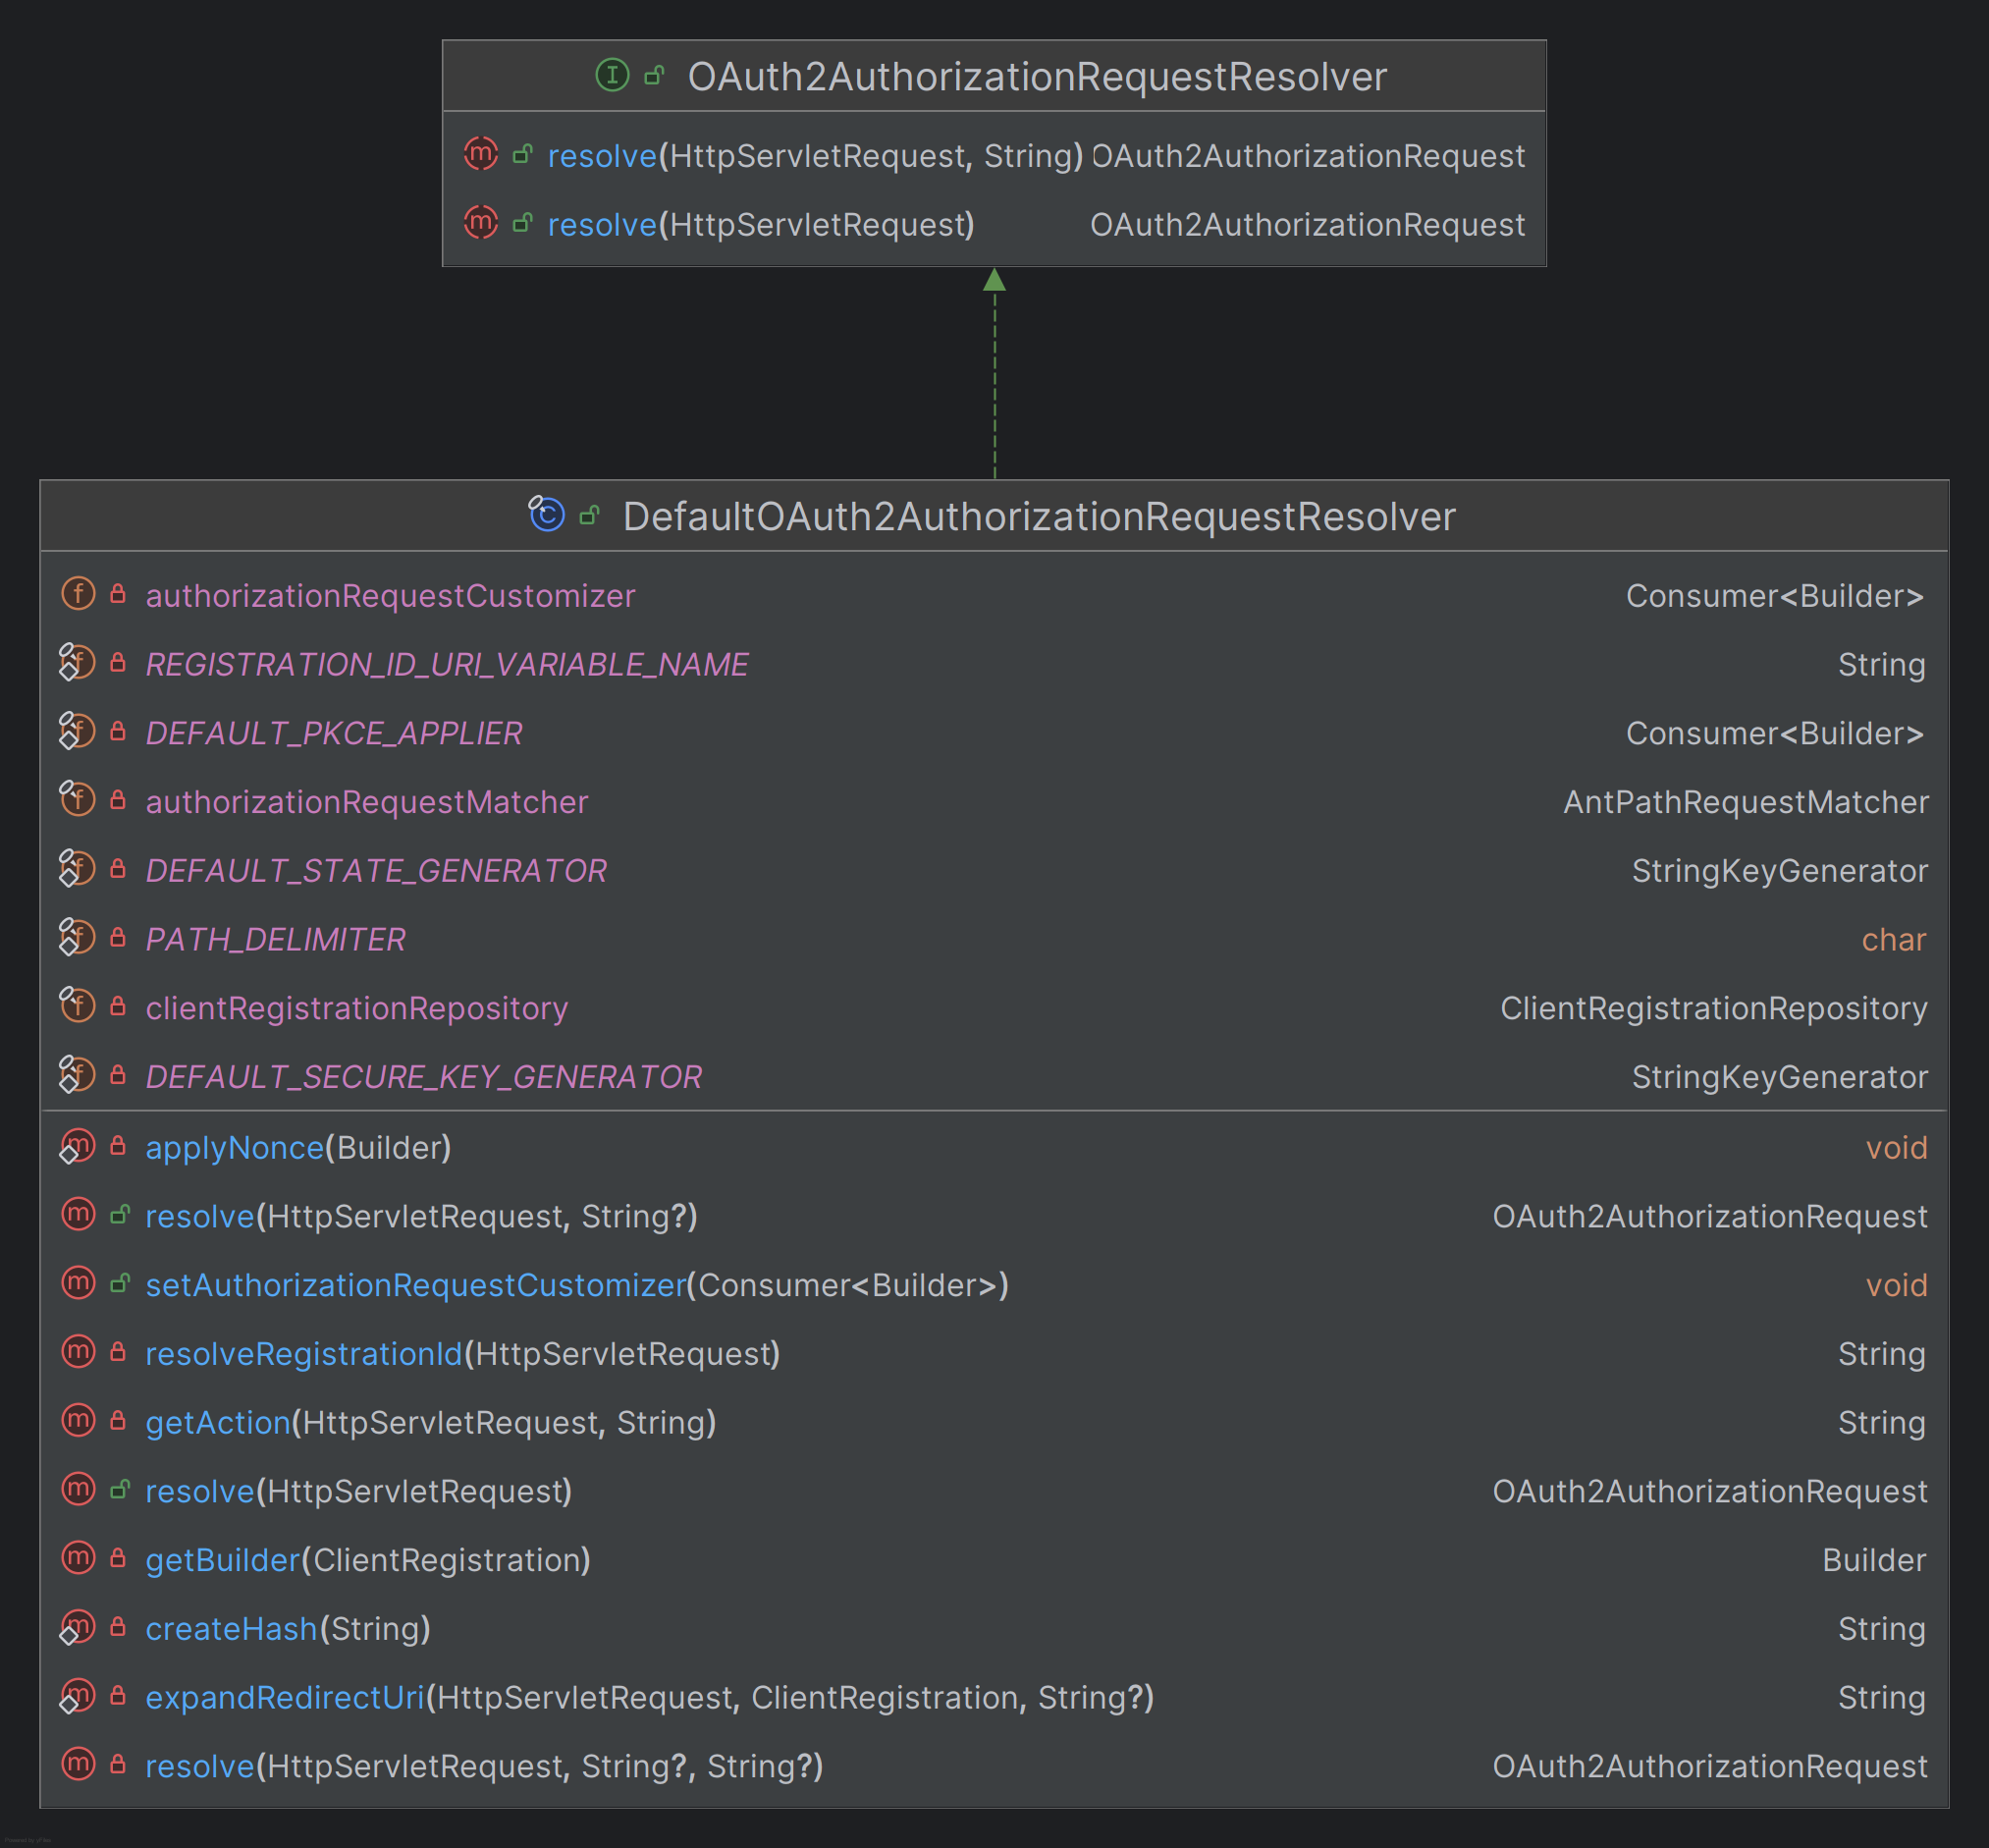 OAuth2AuthorizationRequestResolver
resolve(HttpServletRequest, String) OAuth2AuthorizationRequest
resolve(HttpServletRequest) OAuth2AuthorizationRequest
DefaultOAuth2AuthorizationRequestResolver
authorizationRequestCustomizer Consumer<Builder>
REGISTRATION_ID_URI_VARIABLE_NAME String
DEFAULT_PKCE_APPLIER Consumer<Builder>
authorizationRequestMatcher AntPathRequestMatcher
DEFAULT_STATE_GENERATOR StringKeyGenerator
PATH_DELIMITER char
clientRegistrationRepository ClientRegistrationRepository
DEFAULT_SECURE_KEY_GENERATOR StringKeyGenerator
applyNonce(Builder) void
resolve(HttpServletRequest, String?) OAuth2AuthorizationRequest
setAuthorizationRequestCustomizer(Consumer<Builder>) void
resolveRegistrationId(HttpServletRequest) String
getAction(HttpServletRequest, String) String
resolve(HttpServletRequest) OAuth2AuthorizationRequest
getBuilder(ClientRegistration) Builder
createHash(String) String
expandRedirectUri(HttpServletRequest, ClientRegistration, String?) String
resolve(HttpServletRequest, String?, String?) OAuth2AuthorizationRequest
Powered by yFiles